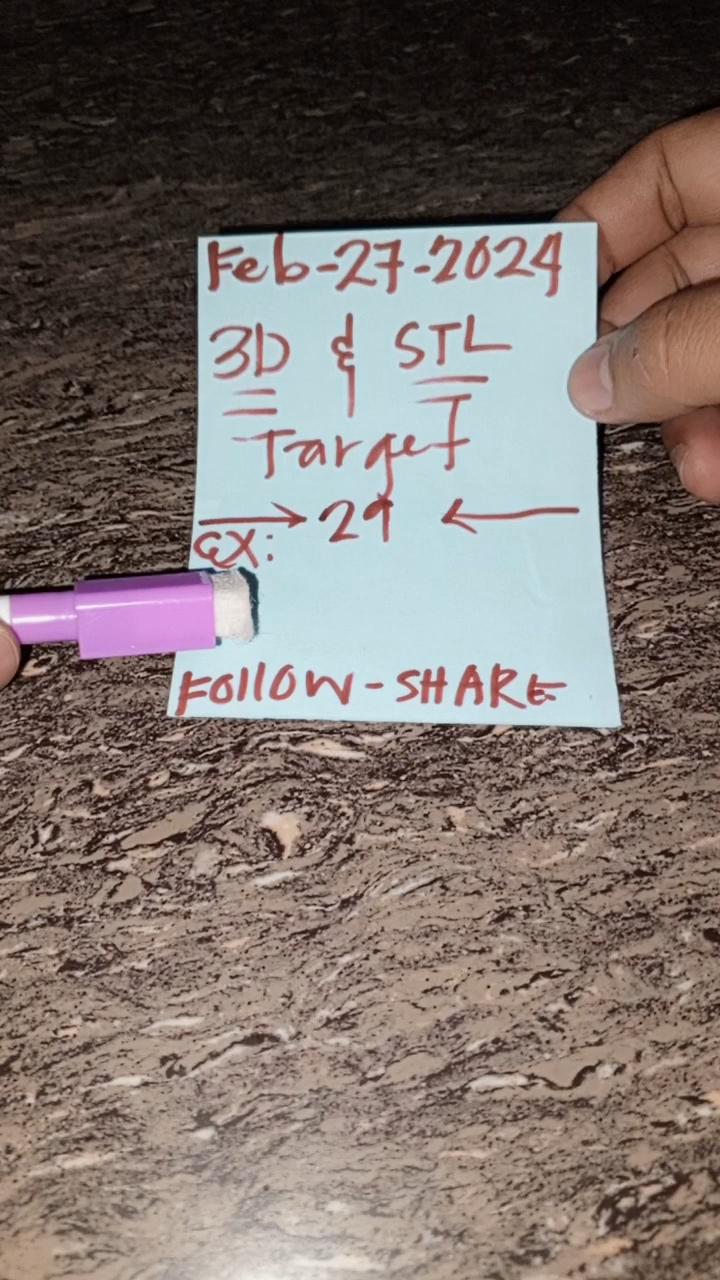 Feb-27-2024
3D & STL
Target
→ 29 ←
EX:
FOllOW-SHARE